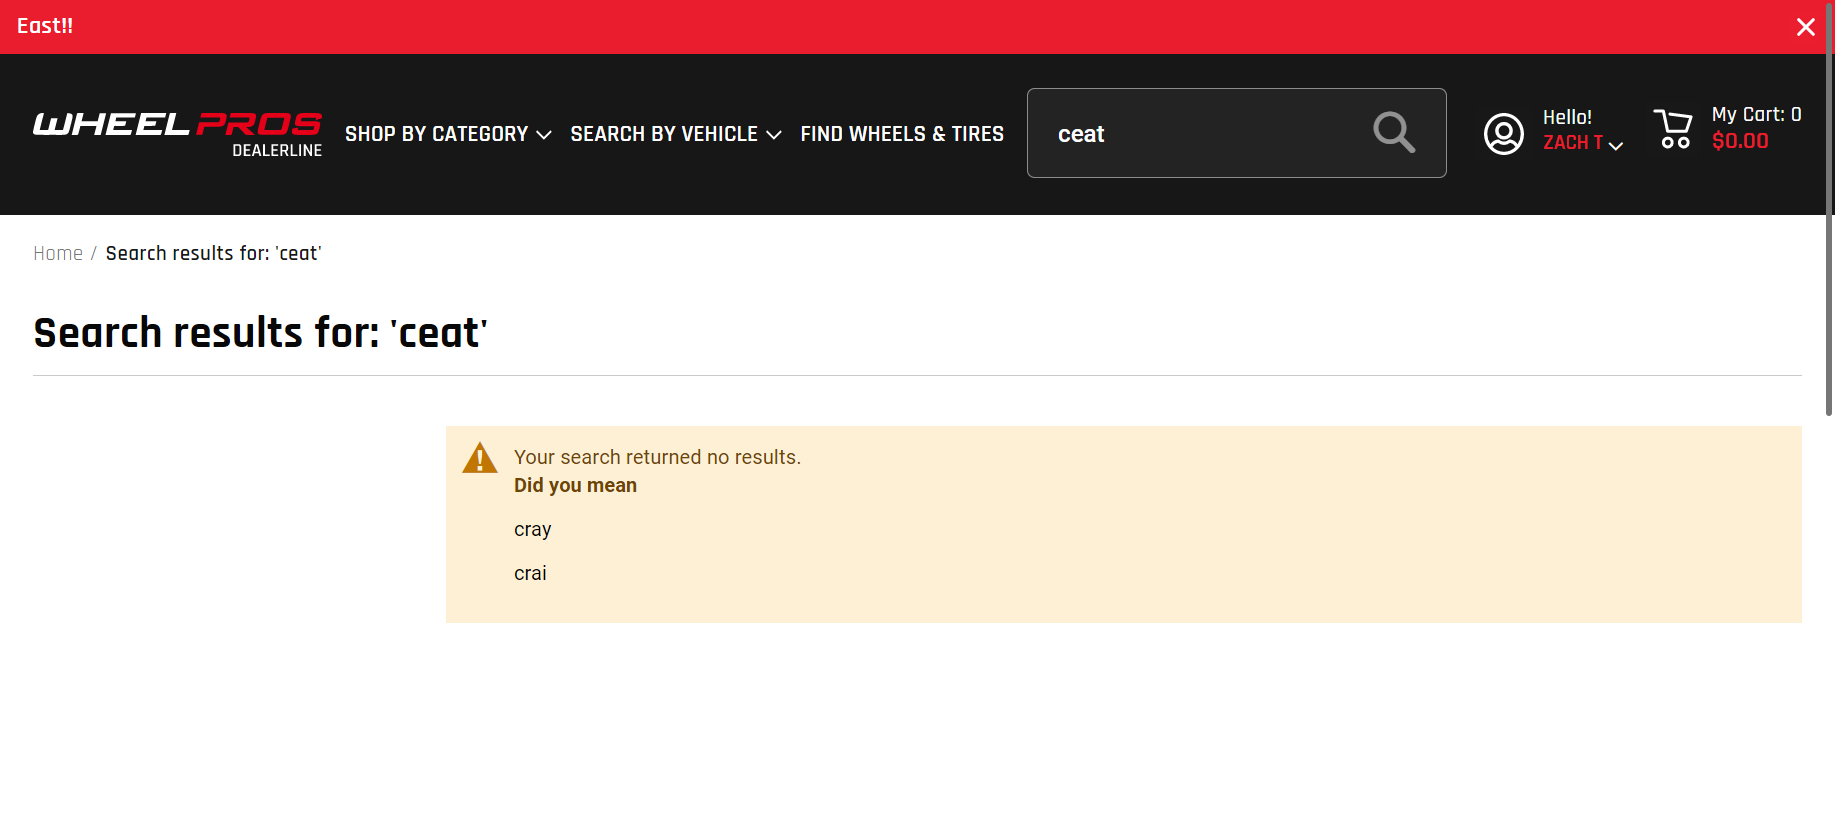 East!!
WHEEL PROS
DEALERLINE
SHOP BY CATEGORY
SEARCH BY VEHICLE
FIND WHEELS & TIRES
ceat
Hello!
ZACH T
My Cart: 0
$0.00
Home / Search results for: 'ceat'
Search results for: 'ceat'
Your search returned no results.
Did you mean
cray
crai